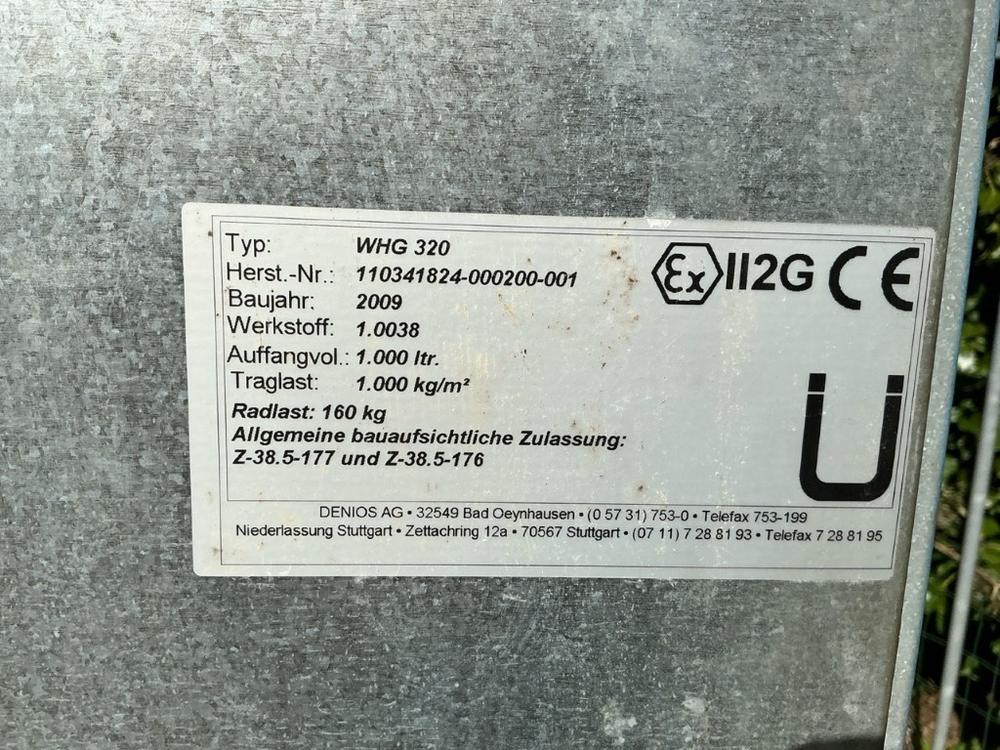 Typ: WHG 320
Herst.-Nr.: 110341824-000200-001
Baujahr: 2009
Werkstoff: 1.0038
Auffangvol.: 1.000 ltr.
Traglast: 1.000 kg/m²
Radlast: 160 kg
Allgemeine bauaufsichtliche Zulassung:
Z-38.5-177 und Z-38.5-176
Ex II2G CE
Ü
DENIOS AG • 32549 Bad Oeynhausen • (0 57 31) 753-0 • Telefax 753-199
Niederlassung Stuttgart • Zettachring 12a • 70567 Stuttgart • (07 11) 7 28 81 93 • Telefax 7 28 81 95